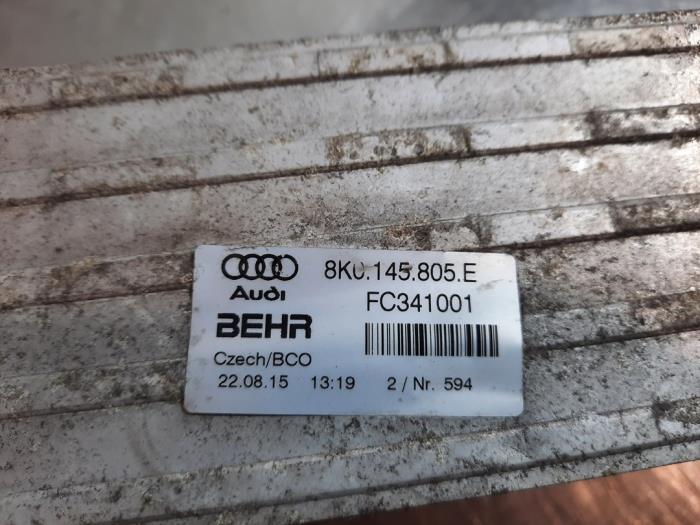 8K0.145.805.E
Audi
FC341001
BEHR
Czech/BCO
22.08.15 13:19 2 / Nr. 594